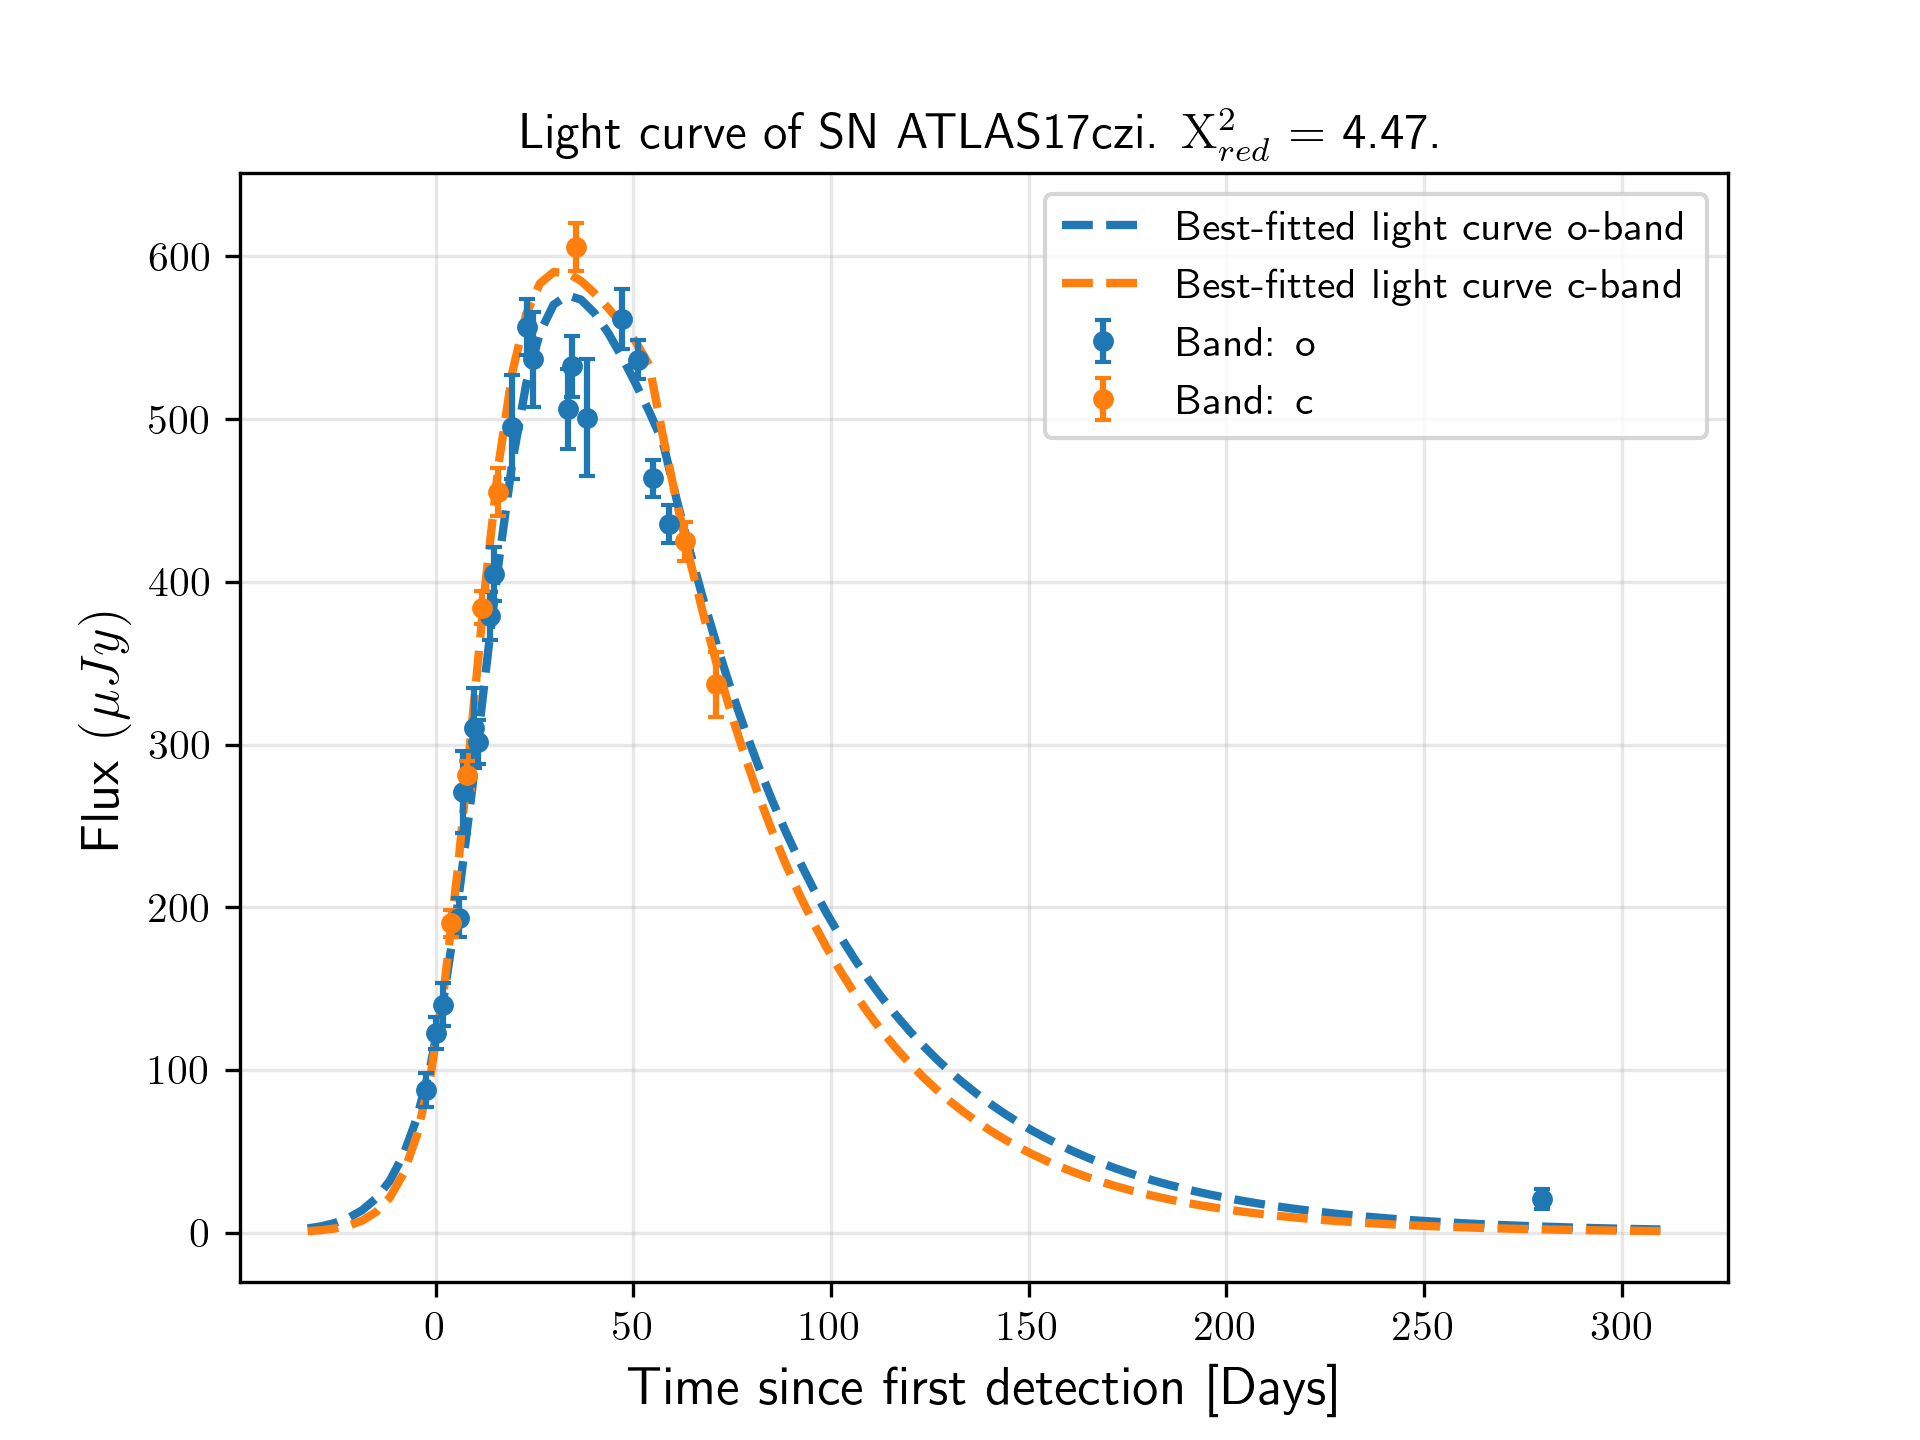 Light curve of SN ATLAS17czi. X²_red = 4.47.
Best-fitted light curve o-band
Best-fitted light curve c-band
Band: o
Band: c
600
500
400
300
200
100
0
Flux (μJy)
0 50 100 150 200 250 300
Time since first detection [Days]